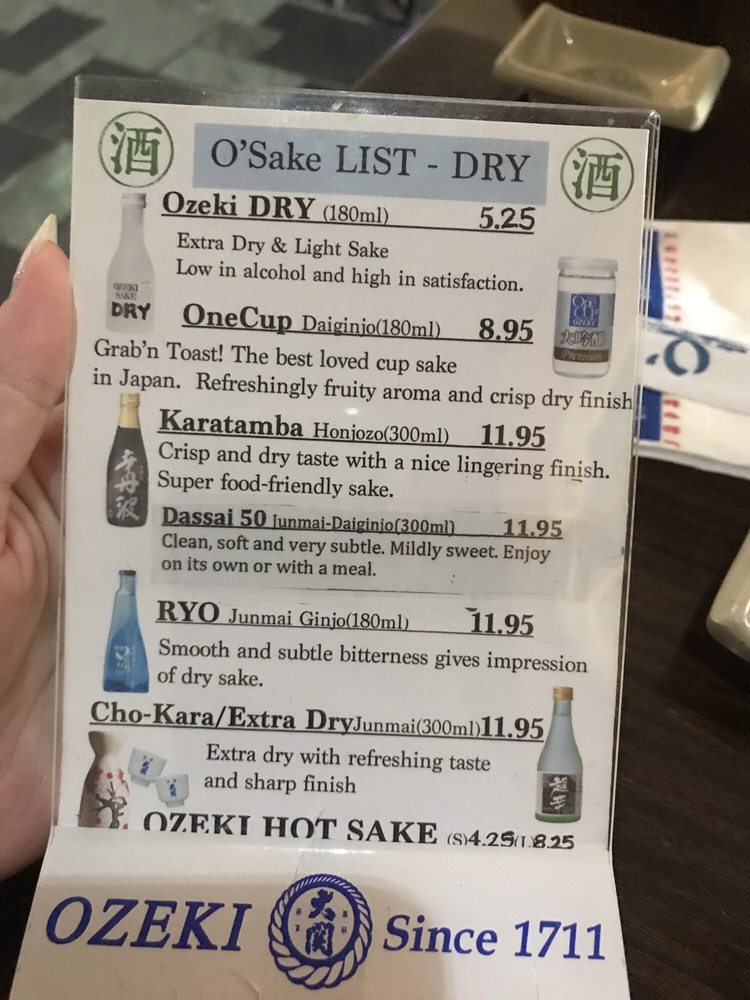 酒 O'Sake LIST - DRY 酒
Ozeki DRY (180ml) 5.25
Extra Dry & Light Sake
Low in alcohol and high in satisfaction.
OZEKI
SAKE
DRY
OneCup Daiginjo(180ml) 8.95
One
CUP
OZEKI
大吟醸
Premium
Grab'n Toast! The best loved cup sake
in Japan. Refreshingly fruity aroma and crisp dry finish
Karatamba Honjozo(300ml) 11.95
Crisp and dry taste with a nice lingering finish.
Super food-friendly sake.
辛丹波
Dassai 50 Junmai-Daiginjo(300ml) 11.95
Clean, soft and very subtle. Mildly sweet. Enjoy
on its own or with a meal.
RYO Junmai Ginjo(180ml) 11.95
Smooth and subtle bitterness gives impression
of dry sake.
Cho-Kara/Extra DryJunmai(300ml)11.95
Extra dry with refreshing taste
and sharp finish
超辛
OZEKI HOT SAKE (S)4.25(L)8.25
OZEKI 大関 Since 1711